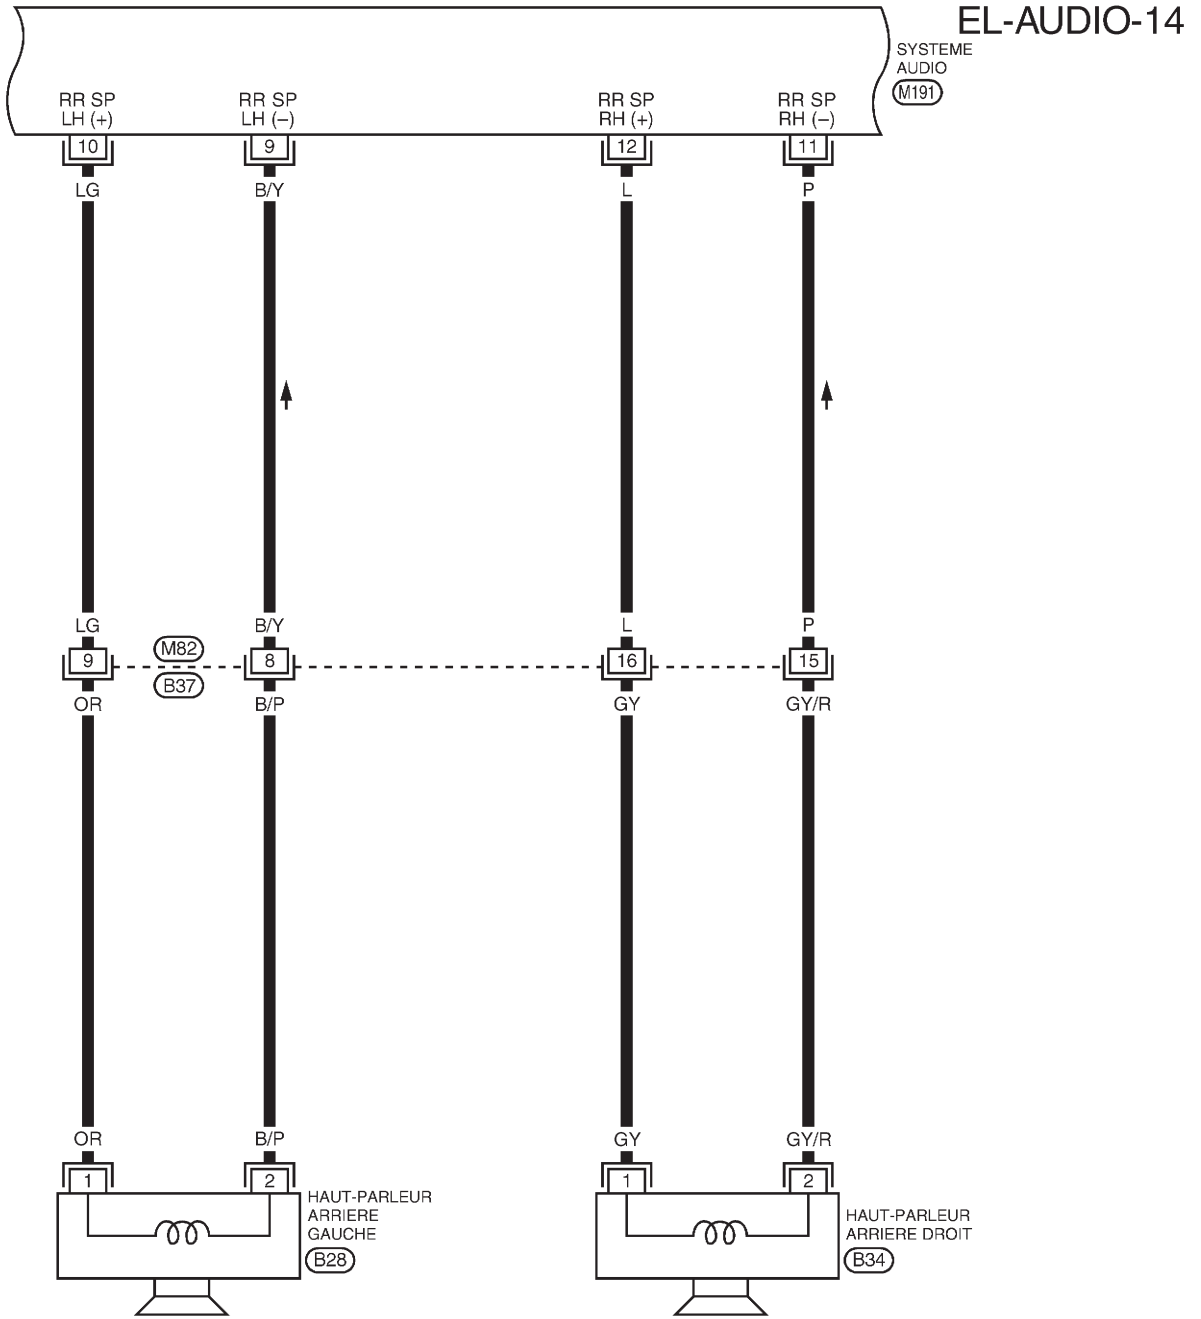 EL-AUDIO-14
SYSTEME
AUDIO
M191
RR SP
LH (+)
RR SP
LH (–)
RR SP
RH (+)
RR SP
RH (–)
10
9
12
11
LG
B/Y
L
P
LG
B/Y
L
P
M82
9
8
16
15
B37
OR
B/P
GY
GY/R
OR
B/P
GY
GY/R
1
2
1
2
HAUT-PARLEUR
ARRIERE
GAUCHE
B28
HAUT-PARLEUR
ARRIERE DROIT
B34